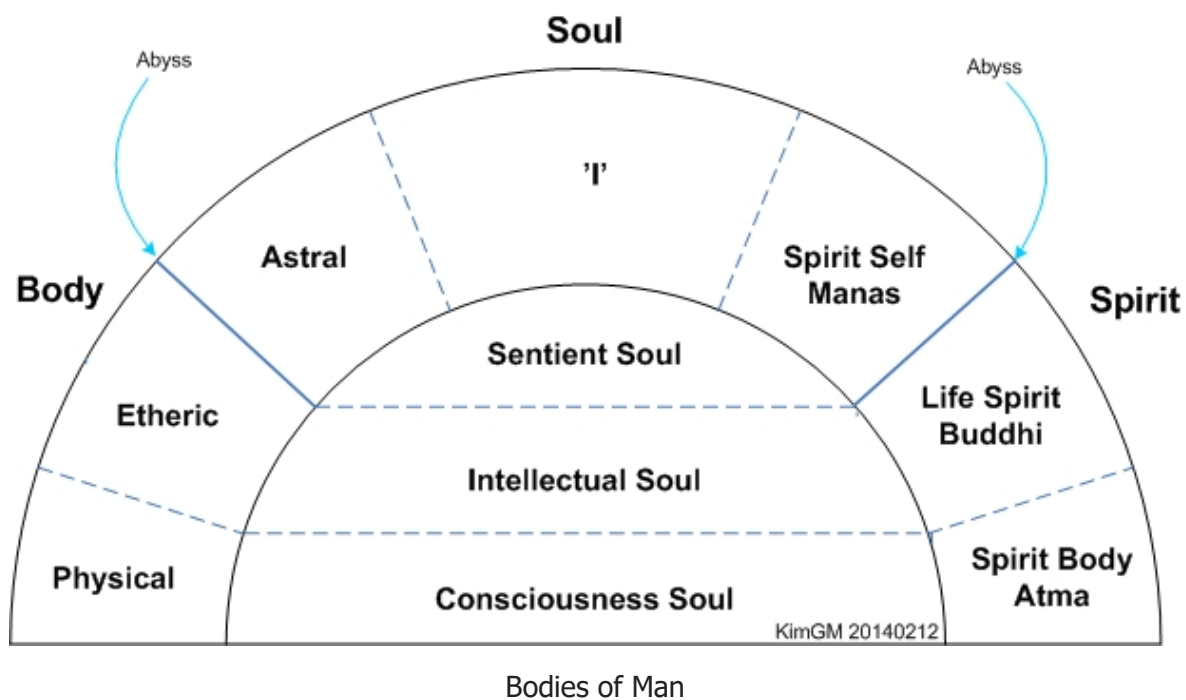 Soul
Abyss
Abyss
'I'
Astral
Spirit Self
Manas
Body
Spirit
Sentient Soul
Etheric
Life Spirit
Buddhi
Intellectual Soul
Physical
Spirit Body
Atma
Consciousness Soul
KimGM 20140212
Bodies of Man